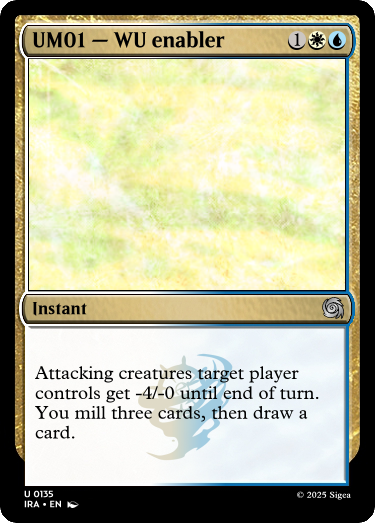 UM01 — WU enabler 1
Instant
Attacking creatures target player
controls get -4/-0 until end of turn.
You mill three cards, then draw a
card.
U 0135
IRA • EN
© 2025 Sigea